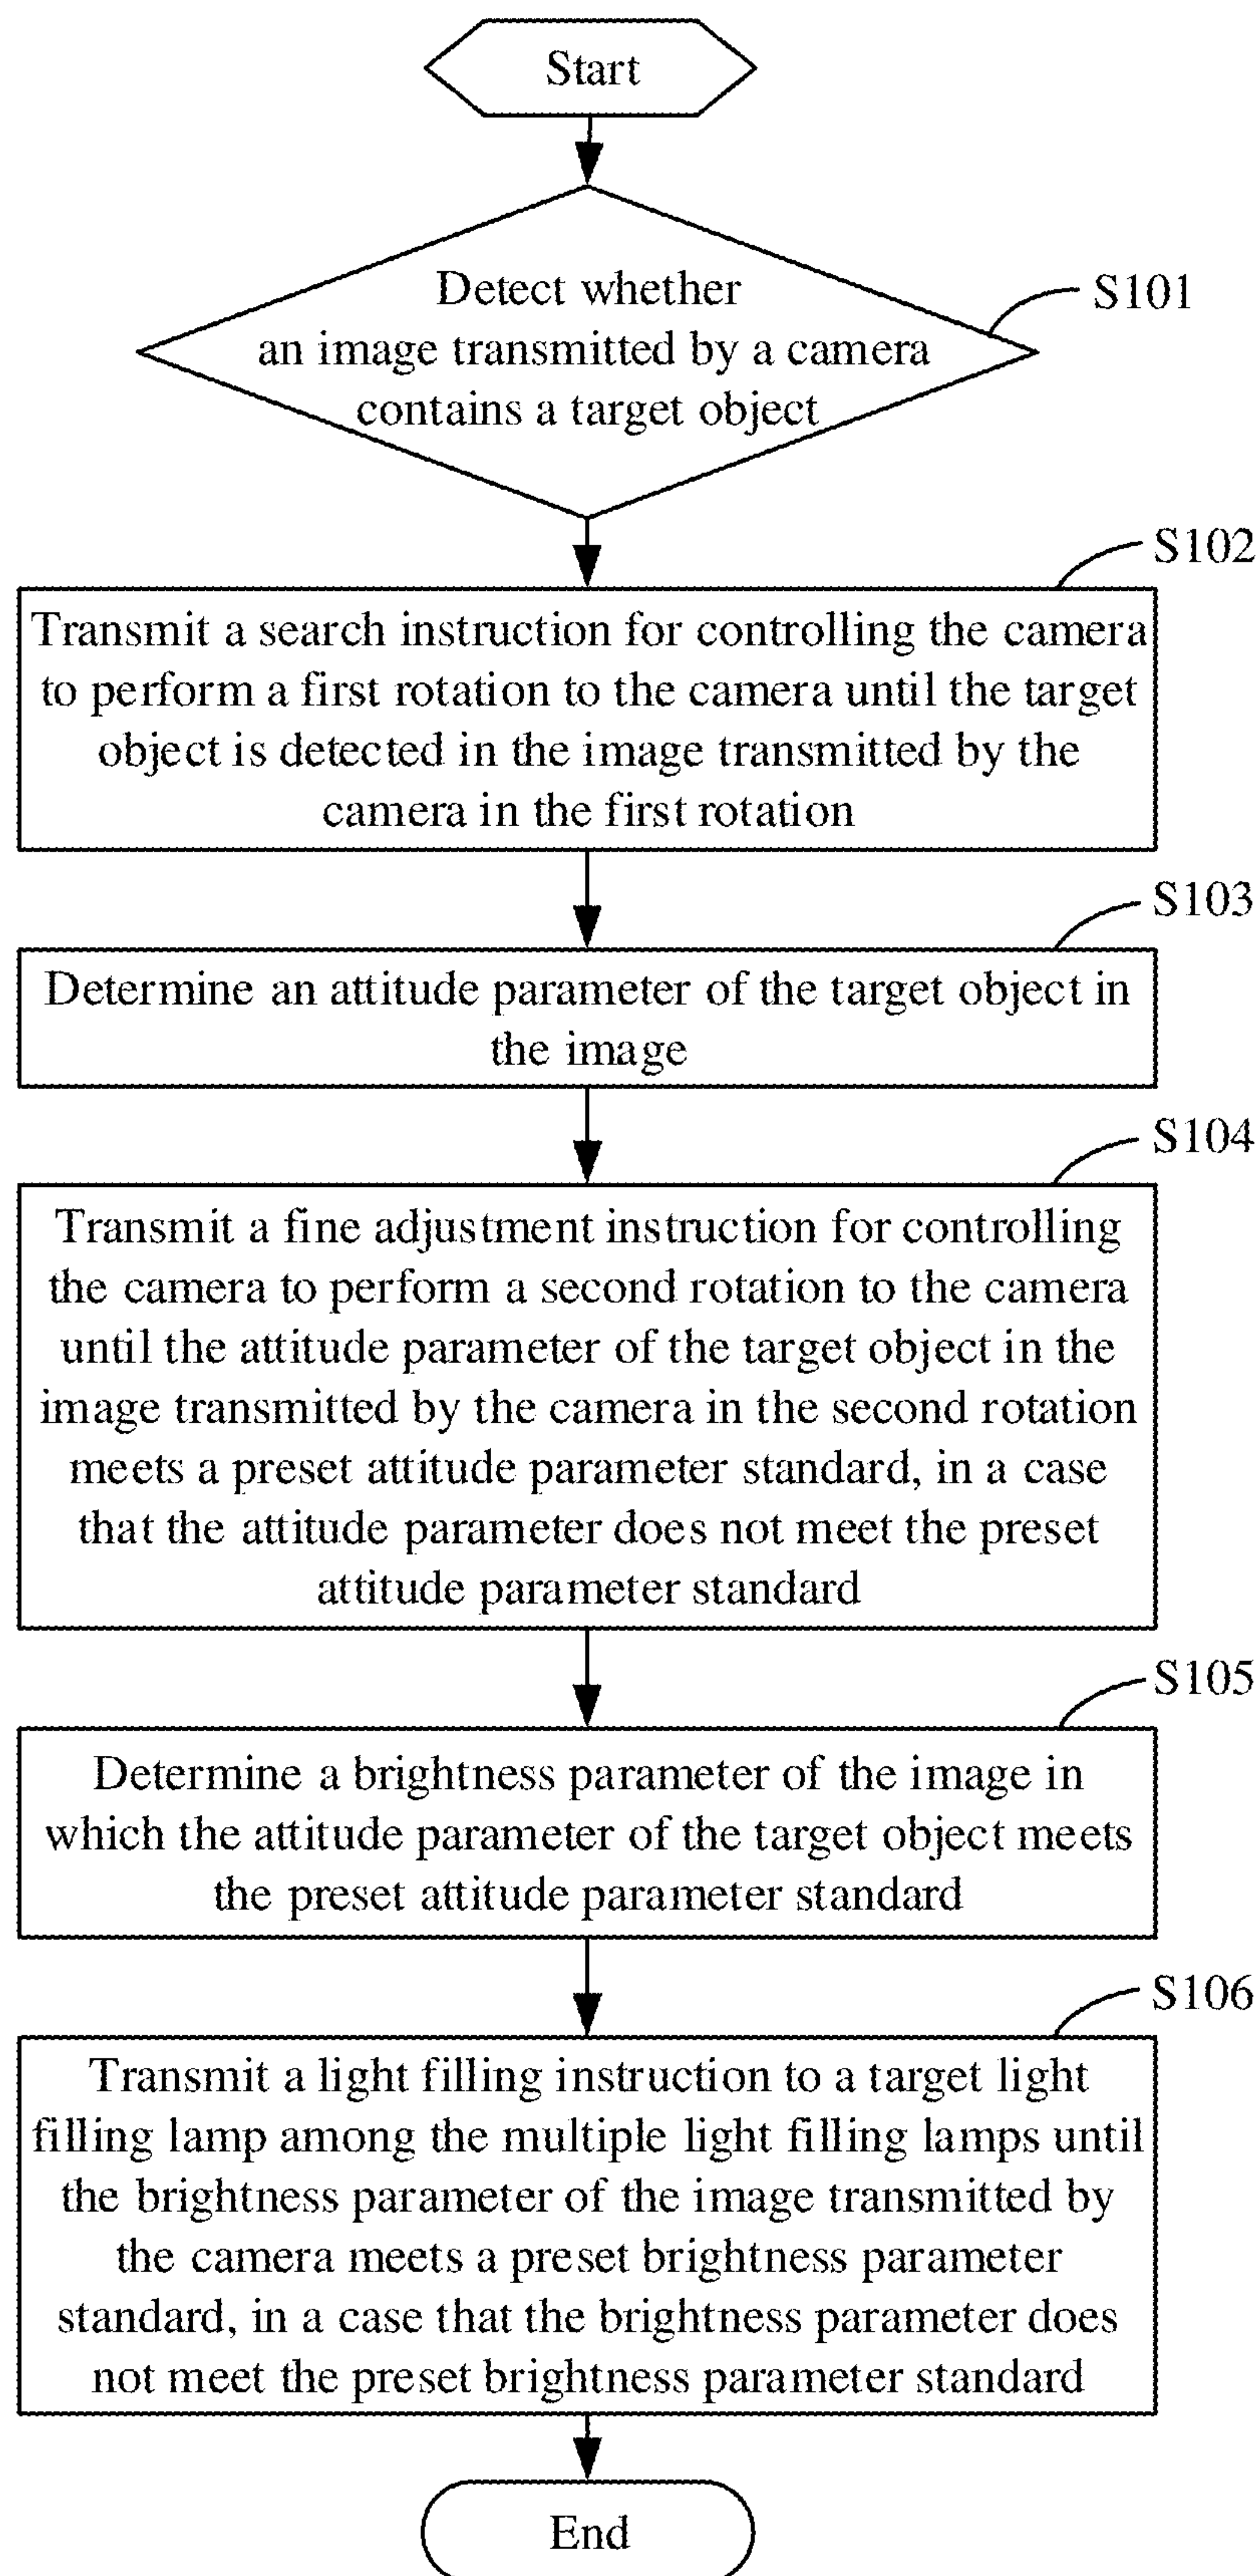 Start
Detect whether
an image transmitted by a camera
contains a target object
S101
S102
Transmit a search instruction for controlling the camera
to perform a first rotation to the camera until the target
object is detected in the image transmitted by the
camera in the first rotation
S103
Determine an attitude parameter of the target object in
the image
S104
Transmit a fine adjustment instruction for controlling
the camera to perform a second rotation to the camera
until the attitude parameter of the target object in the
image transmitted by the camera in the second rotation
meets a preset attitude parameter standard, in a case
that the attitude parameter does not meet the preset
attitude parameter standard
S105
Determine a brightness parameter of the image in
which the attitude parameter of the target object meets
the preset attitude parameter standard
S106
Transmit a light filling instruction to a target light
filling lamp among the multiple light filling lamps until
the brightness parameter of the image transmitted by
the camera meets a preset brightness parameter
standard, in a case that the brightness parameter does
not meet the preset brightness parameter standard
End